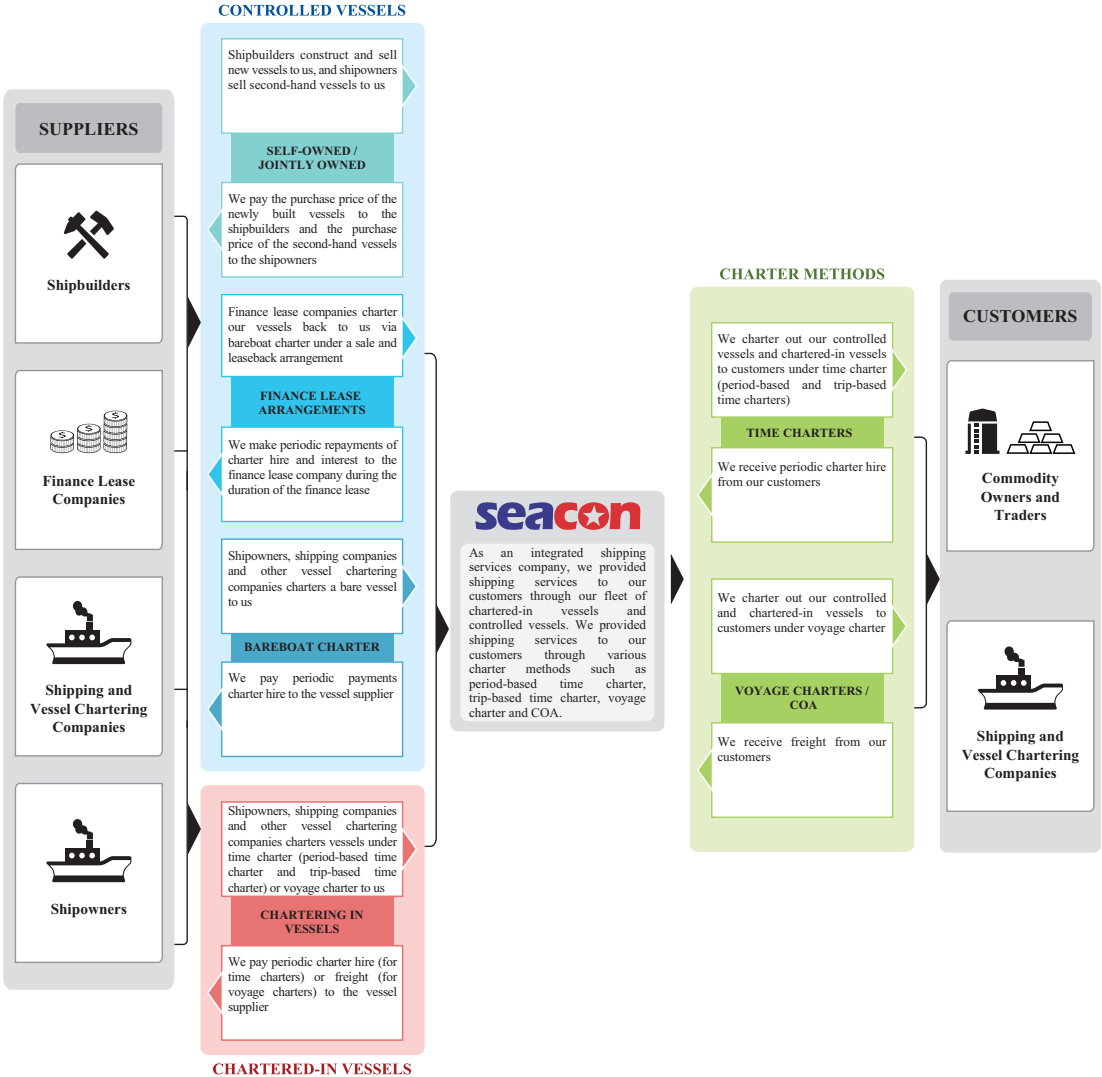 CONTROLLED VESSELS
SUPPLIERS
Shipbuilders
Finance Lease
Companies
Shipping and
Vessel Chartering
Companies
Shipowners
Shipbuilders construct and sell
new vessels to us, and shipowners
sell second-hand vessels to us
SELF-OWNED /
JOINTLY OWNED
We pay the purchase price of the
newly built vessels to the
shipbuilders and the purchase
price of the second-hand vessels
to the shipowners
Finance lease companies charter
our vessels back to us via
bareboat charter under a sale and
leaseback arrangement
FINANCE LEASE
ARRANGEMENTS
We make periodic repayments of
charter hire and interest to the
finance lease company during the
duration of the finance lease
Shipowners, shipping companies
and other vessel chartering
companies charters a bare vessel
to us
BAREBOAT CHARTER
We pay periodic payments
charter hire to the vessel supplier
Shipowners, shipping companies
and other vessel chartering
companies charters vessels under
time charter (period-based time
charter and trip-based time
charter) or voyage charter to us
CHARTERING IN
VESSELS
We pay periodic charter hire (for
time charters) or freight (for
voyage charters) to the vessel
supplier
CHARTERED-IN VESSELS
seacon
As an integrated shipping
services company, we provided
shipping services to our
customers through our fleet of
chartered-in vessels and
controlled vessels. We provided
shipping services to our
customers through various
charter methods such as
period-based time charter,
trip-based time charter, voyage
charter and COA.
CHARTER METHODS
We charter out our controlled
vessels and chartered-in vessels
to customers under time charter
(period-based and trip-based
time charters)
TIME CHARTERS
We receive periodic charter hire
from our customers
We charter out our controlled
and chartered-in vessels to
customers under voyage charter
VOYAGE CHARTERS /
COA
We receive freight from our
customers
CUSTOMERS
Commodity
Owners and
Traders
Shipping and
Vessel Chartering
Companies